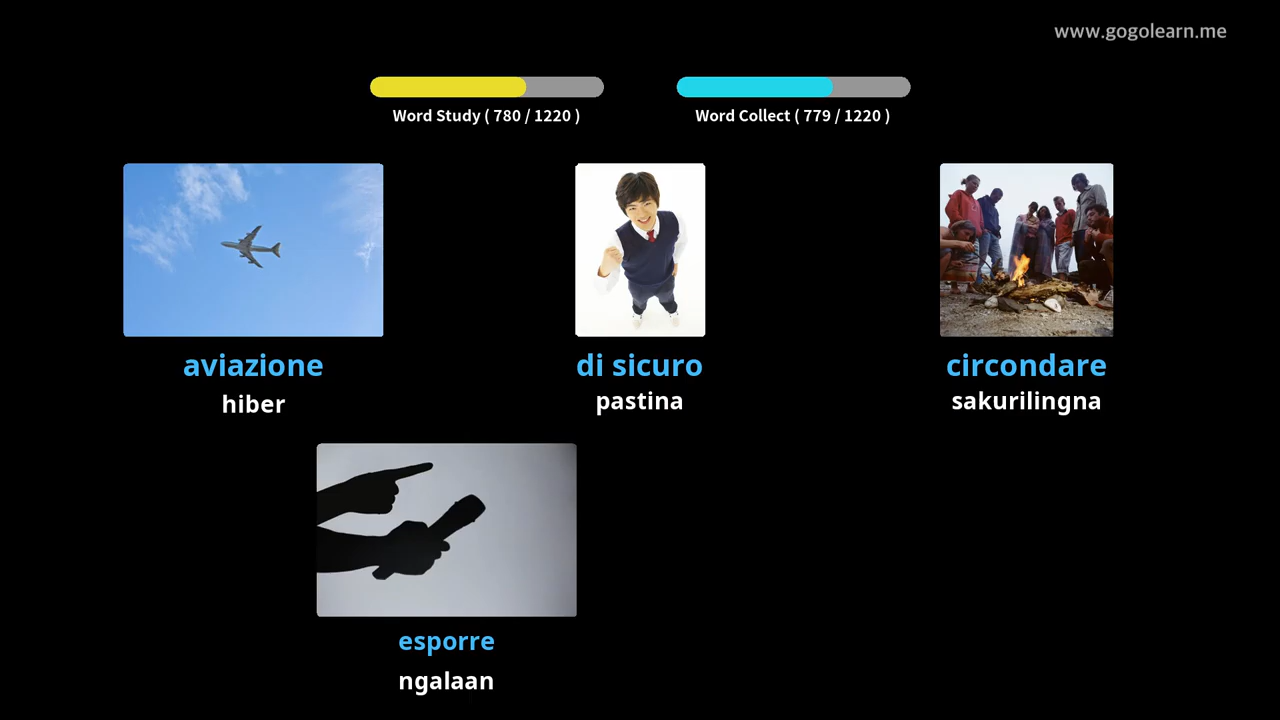 www.gogolearn.me
Word Study ( 780 / 1220 )
Word Collect ( 779 / 1220 )
aviazione
hiber
di sicuro
pastina
circondare
sakurilingna
esporre
ngalaan